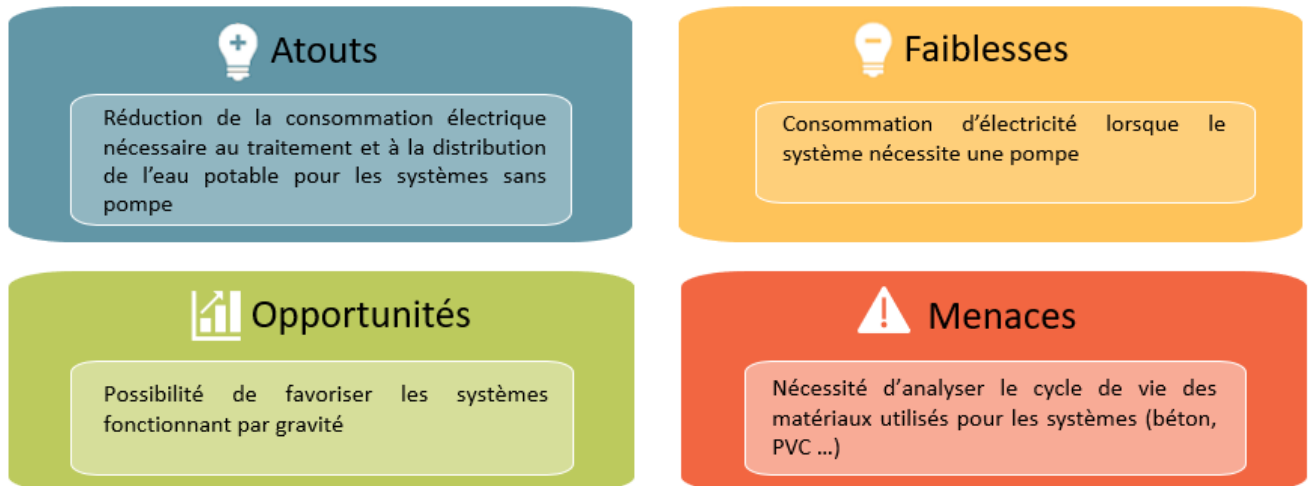 Atouts
Réduction de la consommation électrique
nécessaire au traitement et à la distribution
de l'eau potable pour les systèmes sans
pompe
Faiblesses
Consommation d'électricité lorsque le
système nécessite une pompe
Opportunités
Possibilité de favoriser les systèmes
fonctionnant par gravité
Menaces
Nécessité d'analyser le cycle de vie des
matériaux utilisés pour les systèmes (béton,
PVC ...)